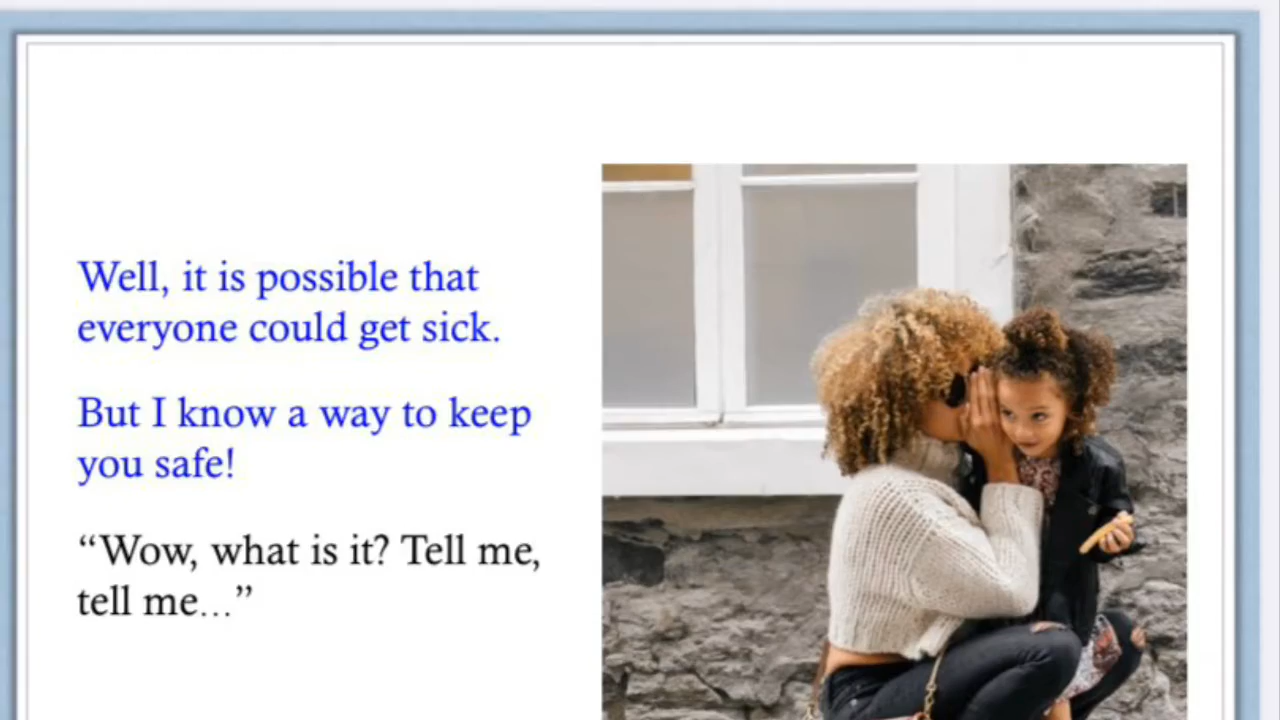 Well, it is possible that
everyone could get sick.
But I know a way to keep
you safe!
“Wow, what is it? Tell me,
tell me…”